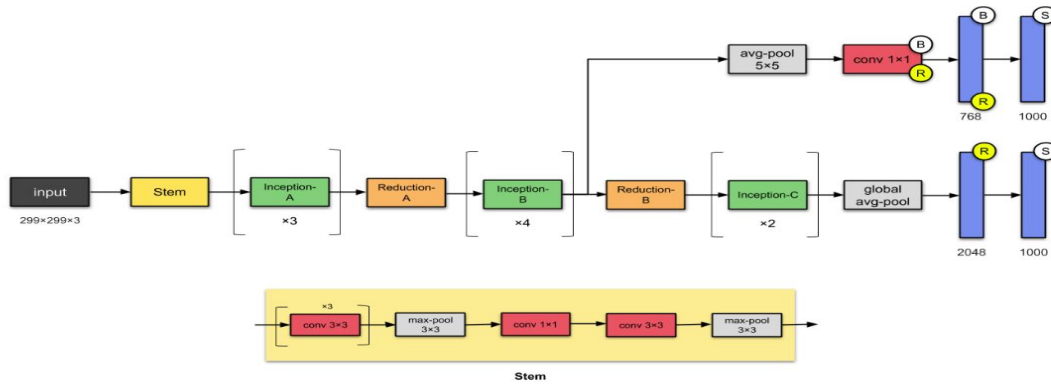 B
S
B
avg-pool
5×5
conv 1×1
R
R
768
1000
R
S
input
Stem
Inception-
A
Reduction-
A
Inception-
B
Reduction-
B
Inception-C
global
avg-pool
299×299×3
×3
×4
×2
2048
1000
×3
conv 3×3
max-pool
3×3
conv 1×1
conv 3×3
max-pool
3×3
Stem